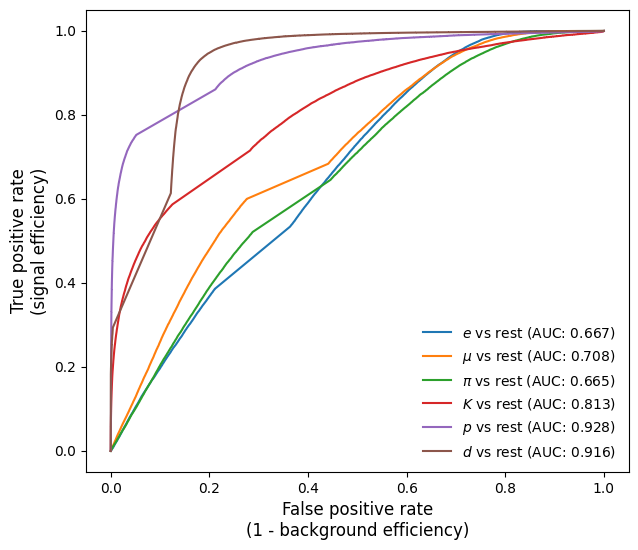 1.0
0.8
0.6
0.4
0.2
0.0
True positive rate
(signal efficiency)
e vs rest (AUC: 0.667)
μ vs rest (AUC: 0.708)
π vs rest (AUC: 0.665)
K vs rest (AUC: 0.813)
p vs rest (AUC: 0.928)
d vs rest (AUC: 0.916)
0.0 0.2 0.4 0.6 0.8 1.0
False positive rate
(1 - background efficiency)